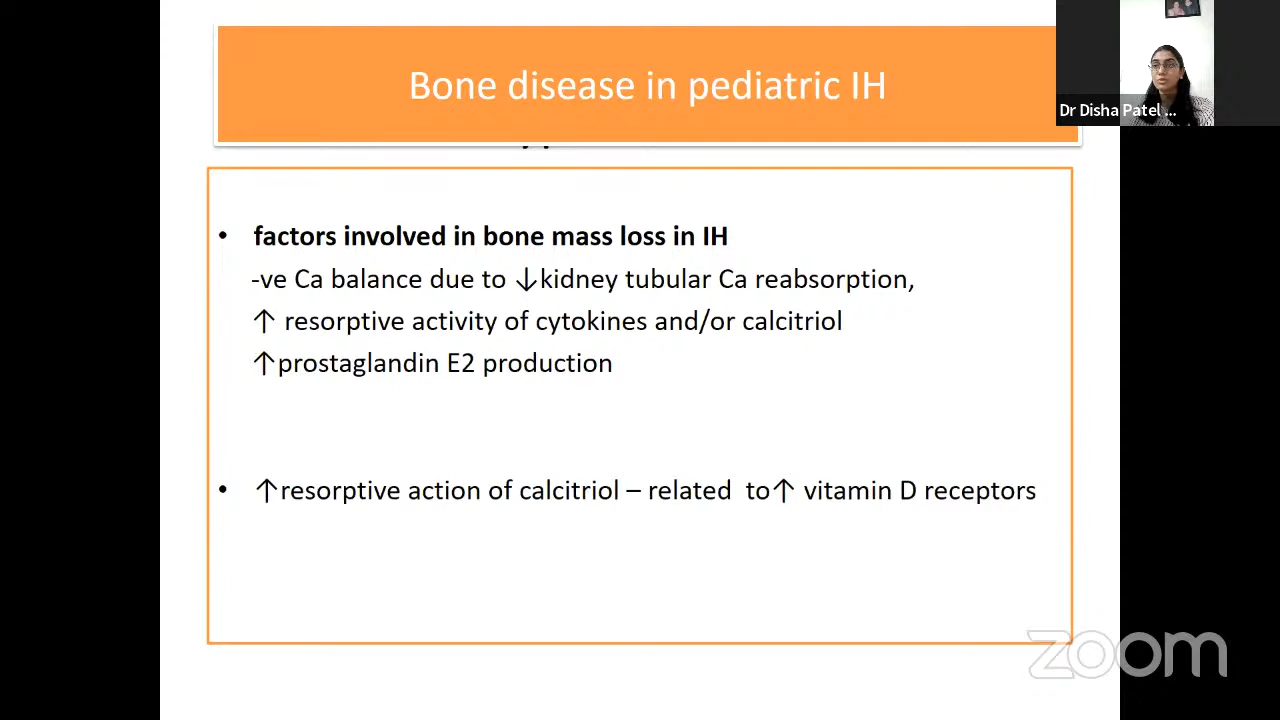 Bone disease in pediatric IH
Dr Disha Patel ...
• factors involved in bone mass loss in IH
-ve Ca balance due to ↓kidney tubular Ca reabsorption,
↑ resorptive activity of cytokines and/or calcitriol
↑prostaglandin E2 production
• ↑resorptive action of calcitriol – related to↑ vitamin D receptors
zoom